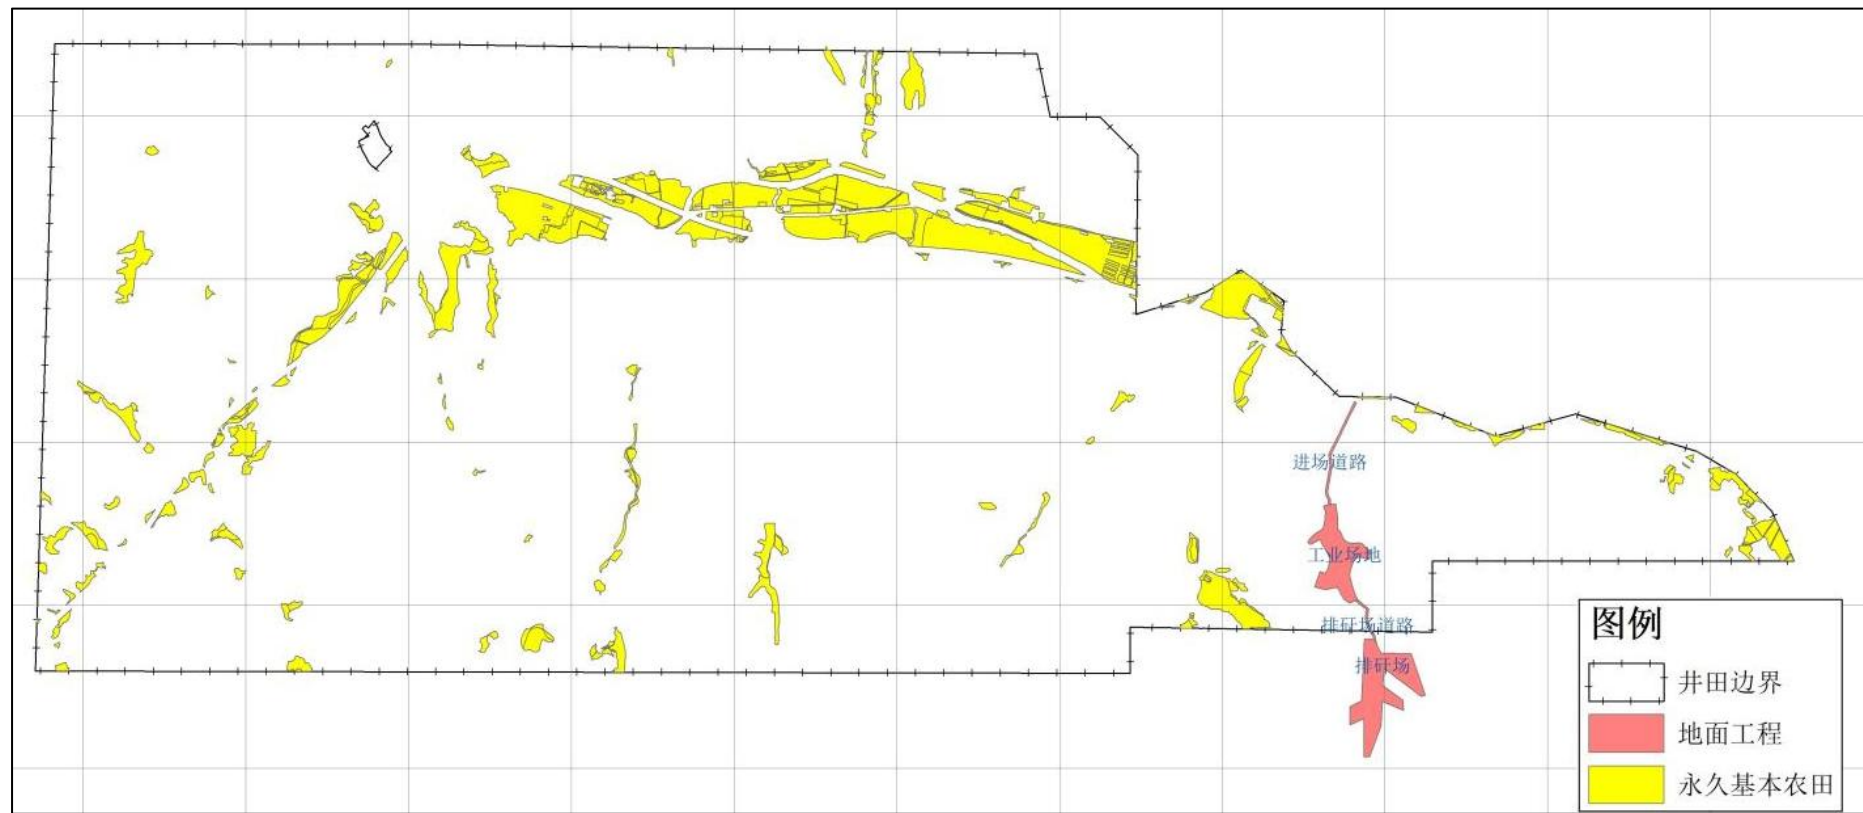 进场道路
工业场地
排矸场道路
排矸场
图例
井田边界
地面工程
永久基本农田